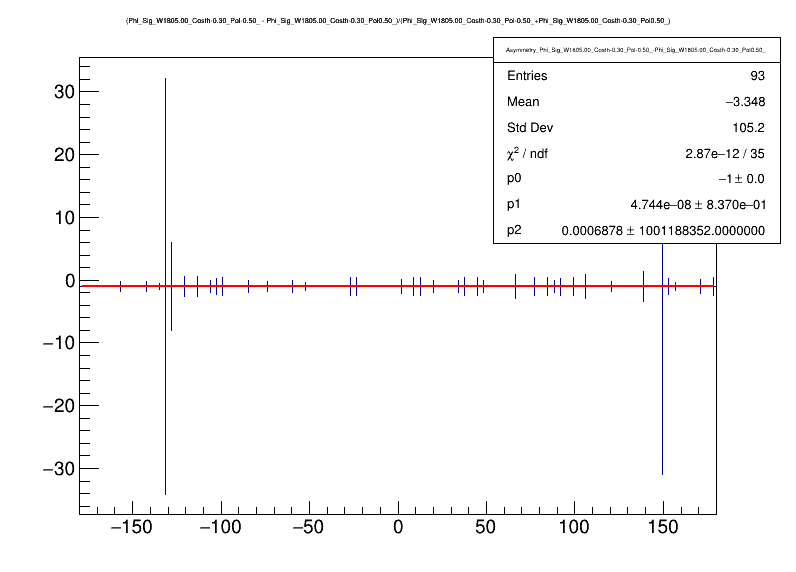 (Phi_Sig_W1805.00_Costh-0.30_Pol-0.50_ - Phi_Sig_W1805.00_Costh-0.30_Pol0.50_)/(Phi_Sig_W1805.00_Costh-0.30_Pol-0.50_+Phi_Sig_W1805.00_Costh-0.30_Pol0.50_)
Asymmetry_Phi_Sig_W1805.00_Costh-0.30_Pol-0.50_-Phi_Sig_W1805.00_Costh-0.30_Pol0.50_
Entries 93
Mean −3.348
Std Dev 105.2
χ² / ndf 2.87e−12 / 35
p0 −1 ± 0.0
p1 4.744e−08 ± 8.370e−01
p2 0.0006878 ± 1001188352.0000000
30
20
10
0
−10
−20
−30
−150 −100 −50 0 50 100 150